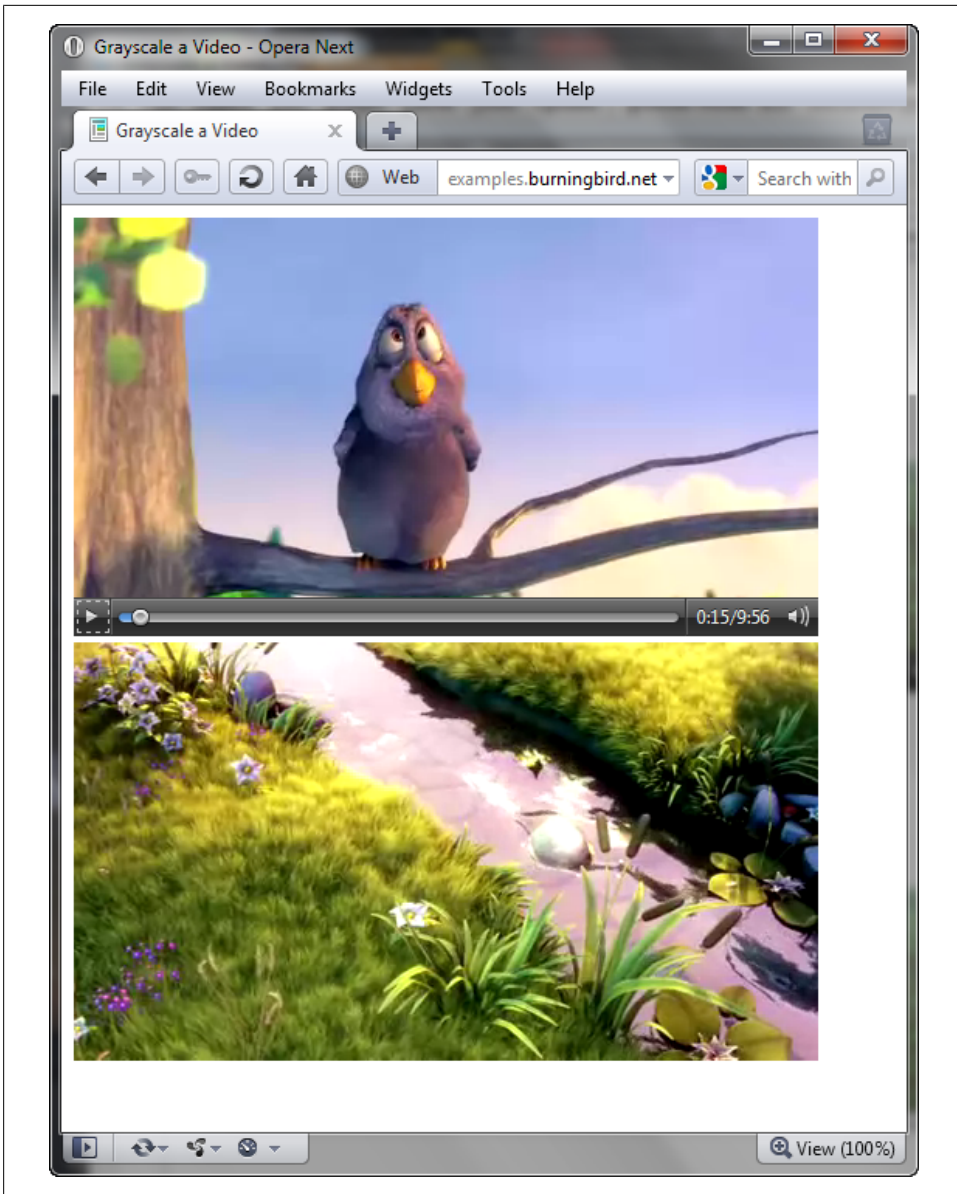 Grayscale a Video - Opera Next
File Edit View Bookmarks Widgets Tools Help
Grayscale a Video
Web examples.burningbird.net Search with
0:15/9:56
View (100%)